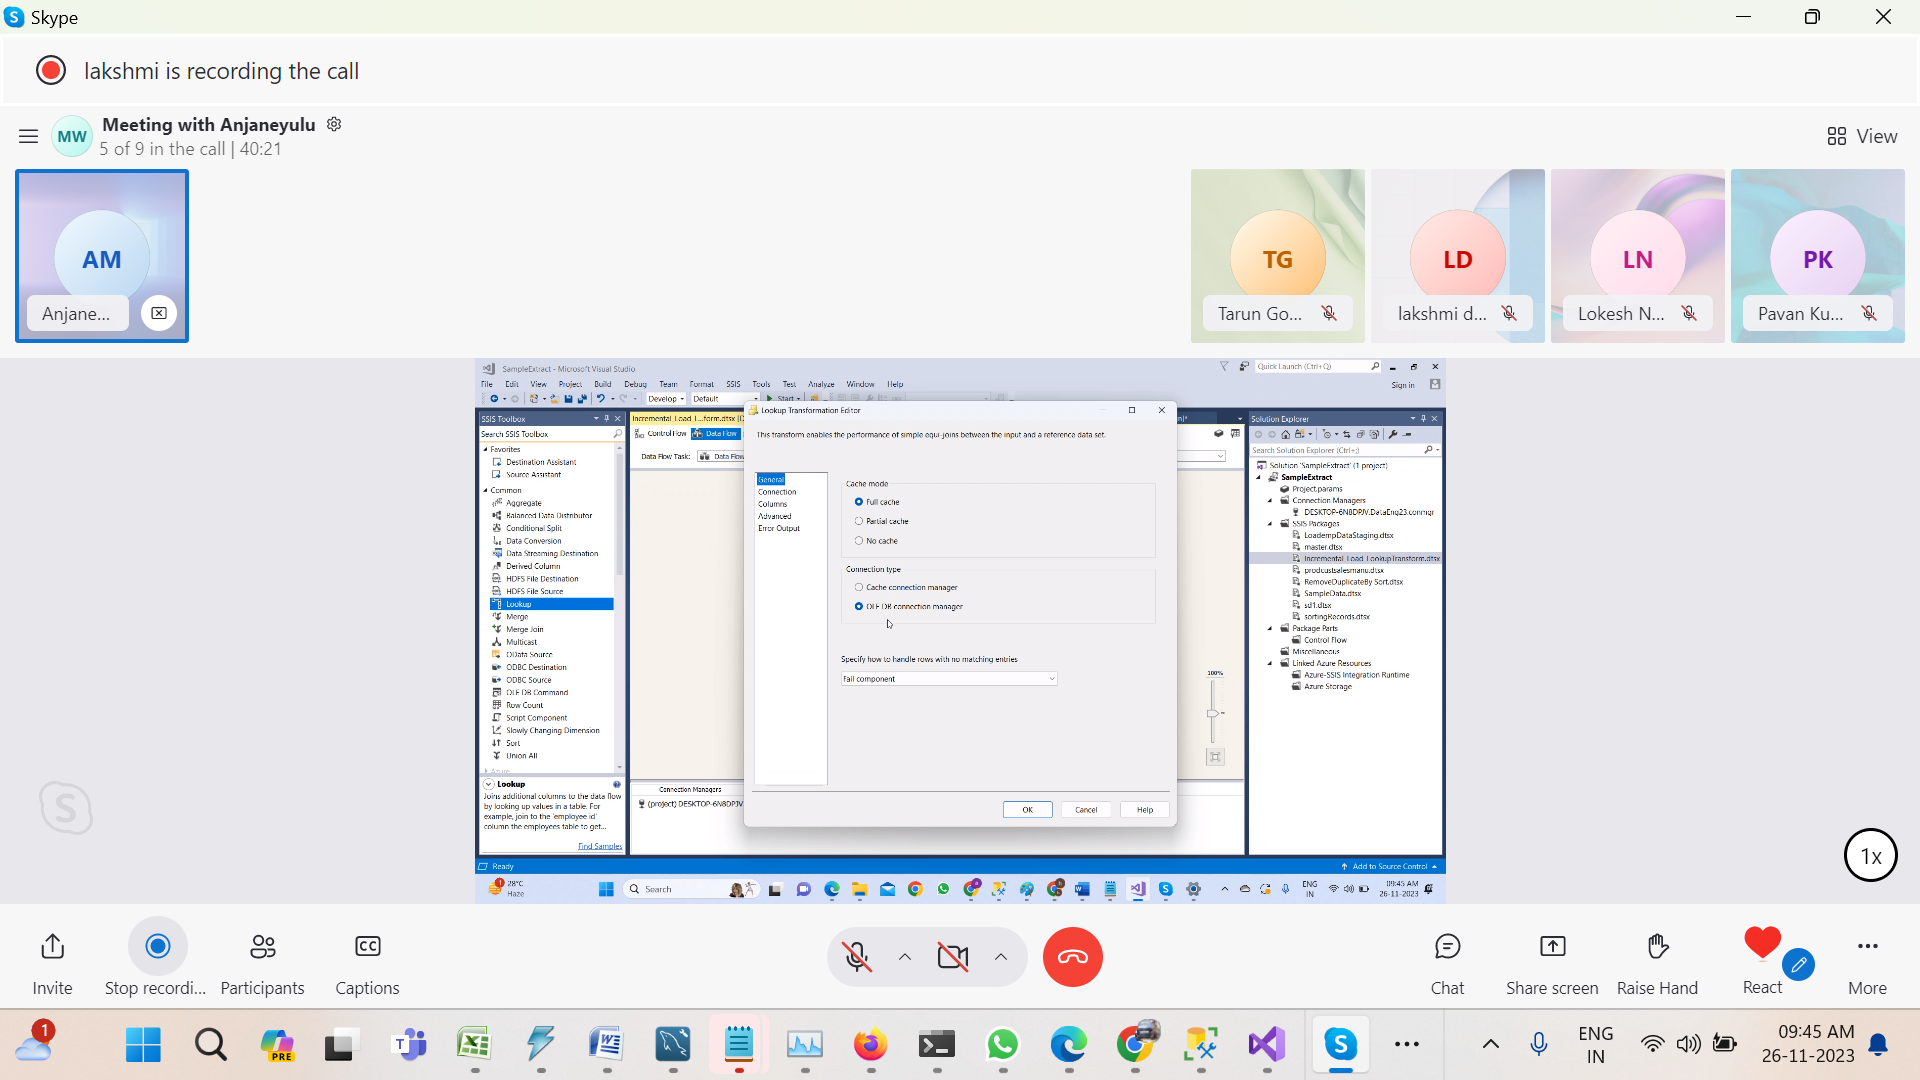 Skype
lakshmi is recording the call
MW
Meeting with Anjaneyulu
5 of 9 in the call | 40:21
View
AM
Anjane...
TG
Tarun Go...
LD
lakshmi d...
LN
Lokesh N...
PK
Pavan Ku...
SampleExtract - Microsoft Visual Studio
Quick Launch (Ctrl+Q)
File Edit View Project Build Debug Team Format SSIS Tools Test Analyze Window Help
Sign in
Develop Default Start
SSIS Toolbox
Search SSIS Toolbox
Favorites
Destination Assistant
Source Assistant
Common
Aggregate
Balanced Data Distributor
Conditional Split
Data Conversion
Data Streaming Destination
Derived Column
HDFS File Destination
HDFS File Source
Lookup
Merge
Merge Join
Multicast
OData Source
ODBC Destination
ODBC Source
OLE DB Command
Row Count
Script Component
Slowly Changing Dimension
Sort
Union All
Azure
Lookup
Joins additional columns to the data flow
by looking up values in a table. For
example, join to the 'employee id'
column the employees table to get...
Find Samples
Incremental_Load_L...form.dtsx [D
Control Flow Data Flow
Data Flow Task: Data Flow
Connection Managers
(project) DESKTOP-6N8DPJV
100%
Lookup Transformation Editor
This transform enables the performance of simple equi-joins between the input and a reference data set.
General
Connection
Columns
Advanced
Error Output
Cache mode
Full cache
Partial cache
No cache
Connection type
Cache connection manager
OLE DB connection manager
Specify how to handle rows with no matching entries
Fail component
OK Cancel Help
Solution Explorer
Search Solution Explorer (Ctrl+;)
Solution 'SampleExtract' (1 project)
SampleExtract
Project.params
Connection Managers
DESKTOP-6N8DPJV.DataEng23.conmgr
SSIS Packages
LoadempDataStaging.dtsx
master.dtsx
Incremental_Load_LookupTransform.dtsx
prodcustsalesmanu.dtsx
RemoveDuplicateBy Sort.dtsx
SampleData.dtsx
sd1.dtsx
sortingRecords.dtsx
Package Parts
Control Flow
Miscellaneous
Linked Azure Resources
Azure-SSIS Integration Runtime
Azure Storage
Ready
Add to Source Control
1
28°C
Haze
Search
ENG
IN
09:45 AM
26-11-2023
1x
Invite
Stop recordi...
Participants
CC
Captions
Chat
Share screen
Raise Hand
React
More
1
PRE
ENG
IN
09:45 AM
26-11-2023